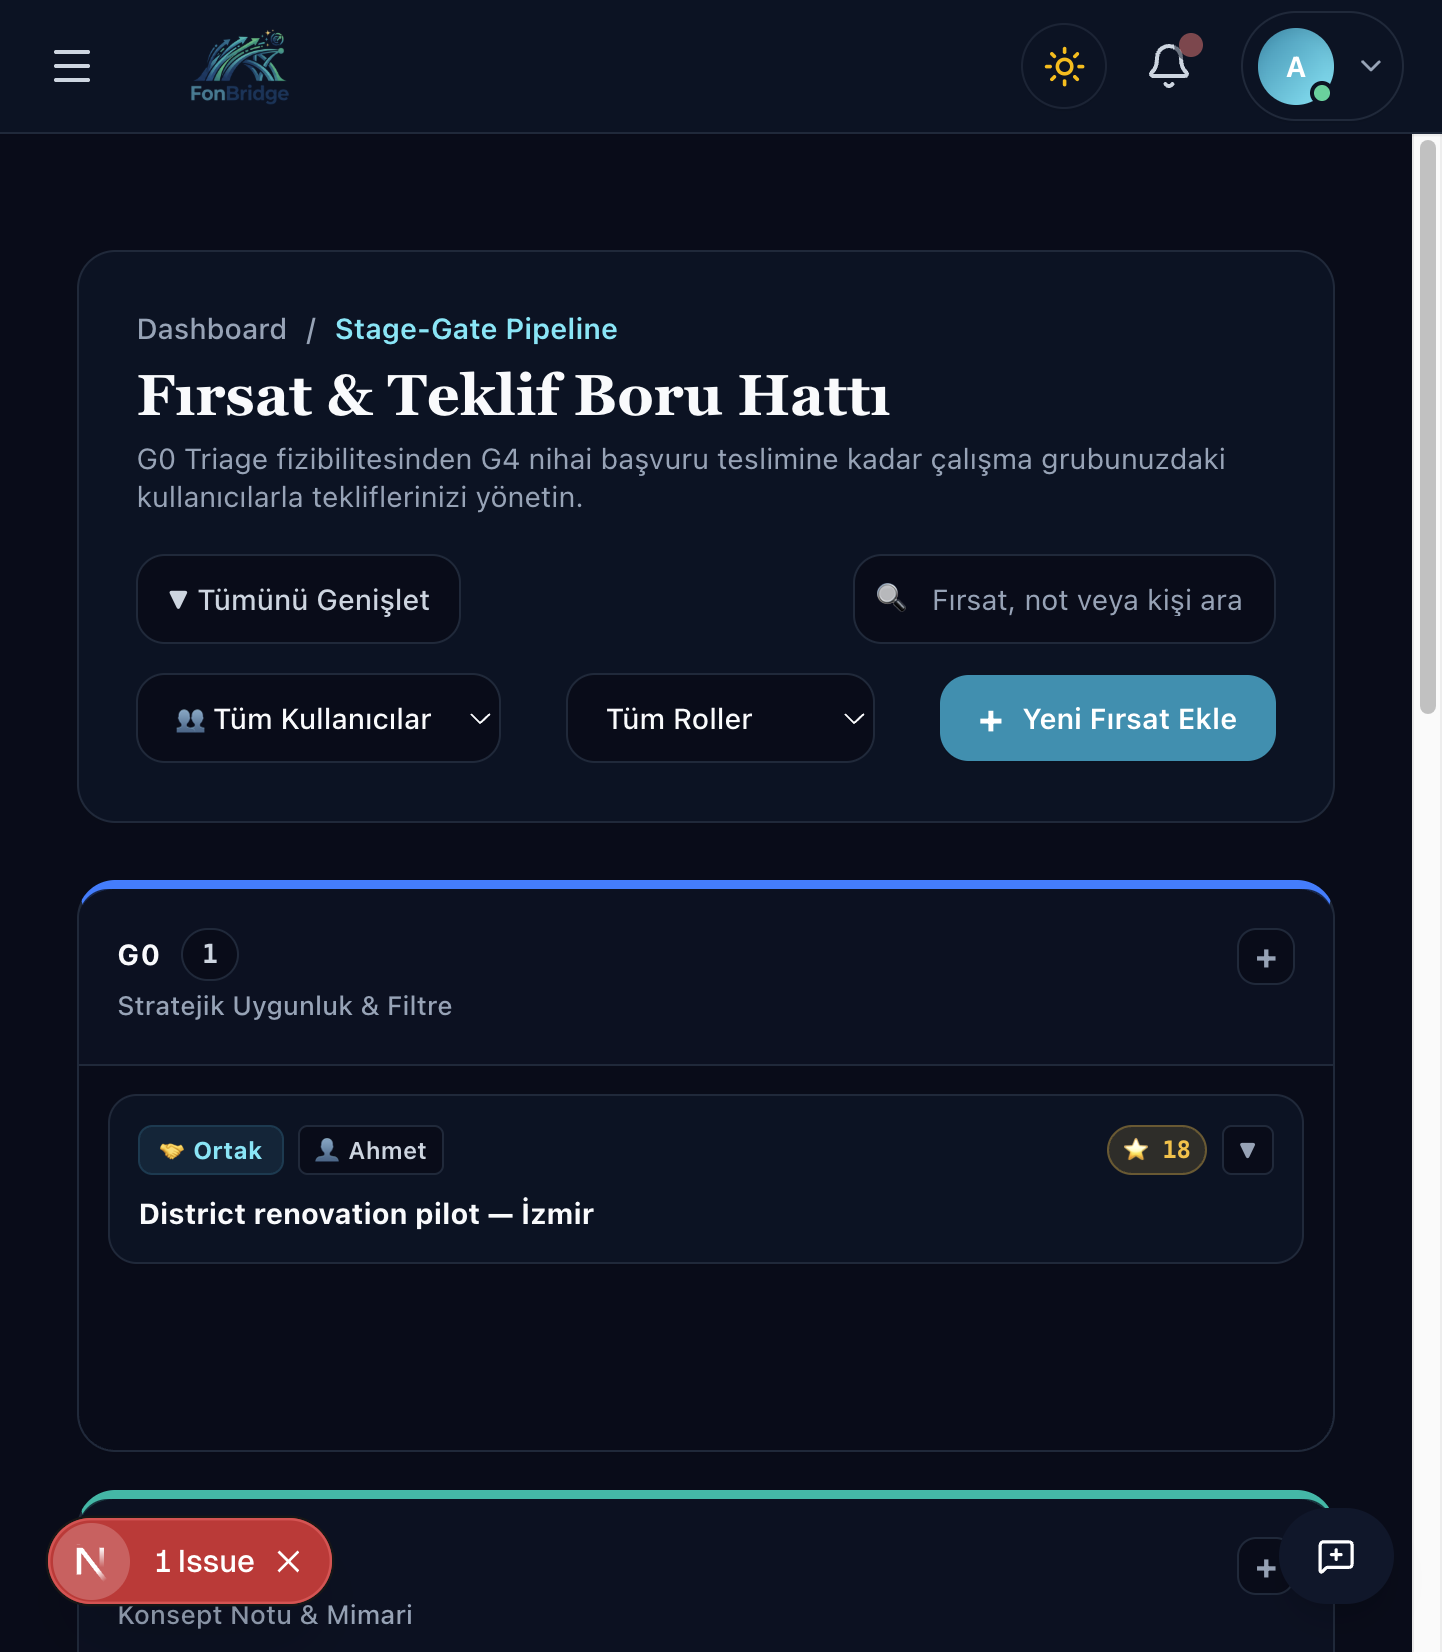 FonBridge
A
Dashboard / Stage-Gate Pipeline
Fırsat & Teklif Boru Hattı
G0 Triage fizibilitesinden G4 nihai başvuru teslimine kadar çalışma grubunuzdaki
kullanıcılarla tekliflerinizi yönetin.
▼ Tümünü Genişlet
Fırsat, not veya kişi ara
Tüm Kullanıcılar
Tüm Roller
+ Yeni Fırsat Ekle
G0 1
+
Stratejik Uygunluk & Filtre
Ortak
Ahmet
18
▼
District renovation pilot — İzmir
N 1 Issue
+
Konsept Notu & Mimari